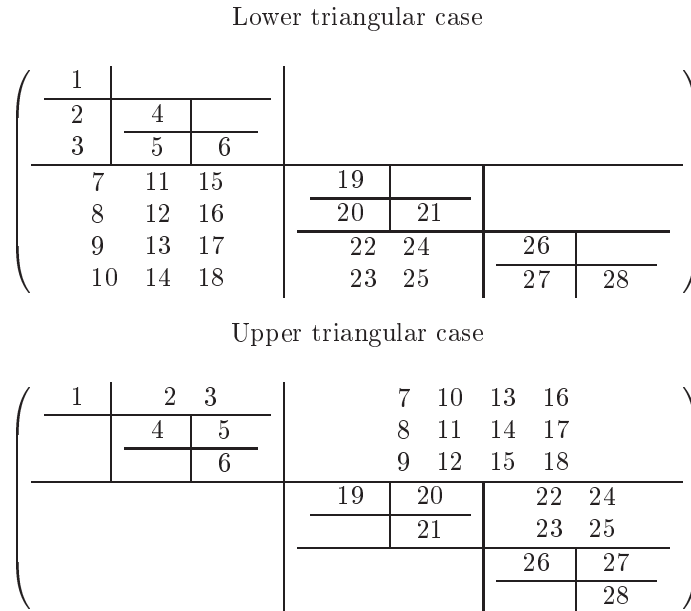 Lower triangular case
1
2 4
3 5 6
7 11 15 19
8 12 16 20 21
9 13 17 22 24 26
10 14 18 23 25 27 28
Upper triangular case
1 2 3 7 10 13 16
4 5 8 11 14 17
6 9 12 15 18
19 20 22 24
21 23 25
26 27
28